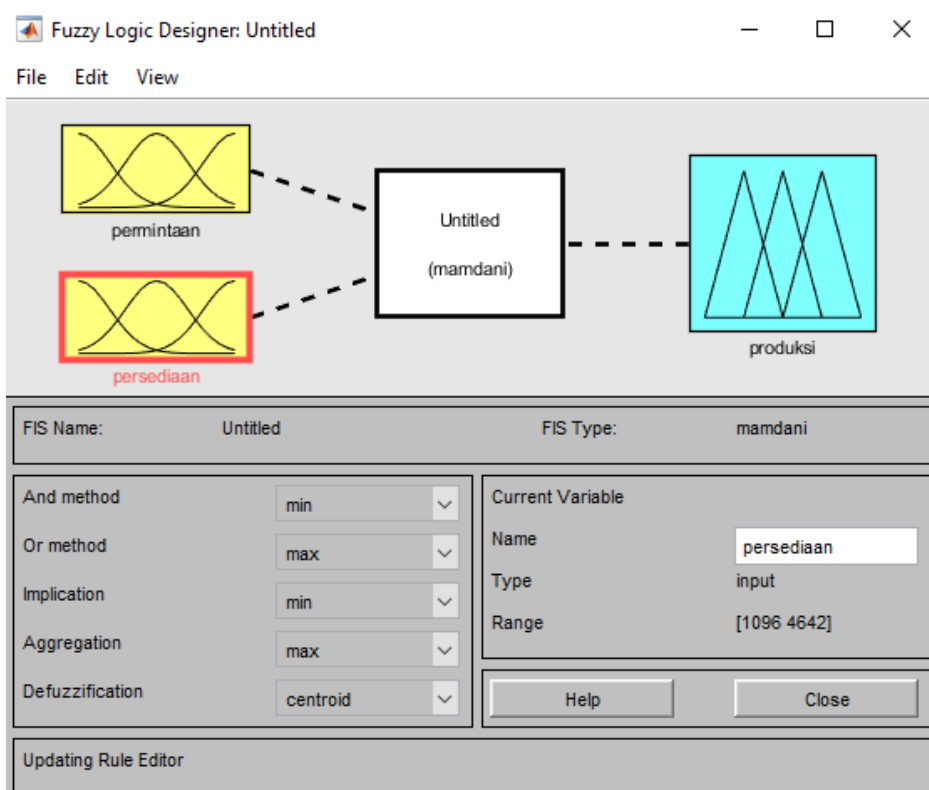 Fuzzy Logic Designer: Untitled
File Edit View
permintaan
persediaan
Untitled
(mamdani)
produksi
FIS Name: Untitled FIS Type: mamdani
And method min
Or method max
Implication min
Aggregation max
Defuzzification centroid
Current Variable
Name persediaan
Type input
Range [1096 4642]
Help Close
Updating Rule Editor